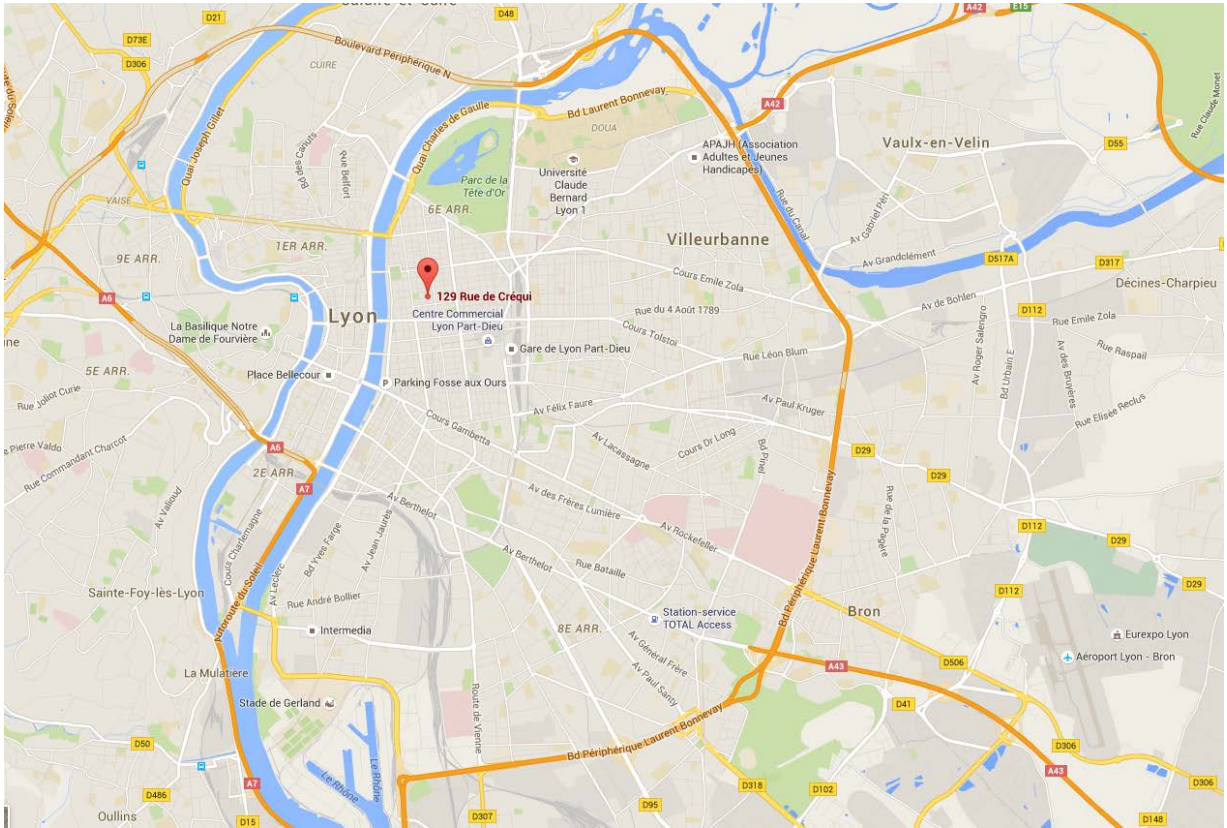 D21
D73E
D306
Caluire-et-Cuire
D48
A42
E15
Boulevard Périphérique N
CUIRE
Quai Joseph Gillet
Bd des Canuts
Rue Belfort
Quai Charles de Gaulle
Bd Laurent Bonnevay
DOUA
A42
Rue Claude Monet
APAJH (Association
Adultes et Jeunes
Handicapes)
Vaulx-en-Velin
D55
Université
Claude
Bernard
Lyon 1
Parc de la
Tête d'Or
VAISE
6E ARR.
1ER ARR.
9E ARR.
Rue du Canal
Av Gabriel Péri
Villeurbanne
Av Grandclément
D517A
D317
Cours Emile Zola
Décines-Charpieu
129 Rue de Créqui
A6
Lyon
Centre Commercial
Lyon Part-Dieu
Rue du 4 Août 1789
Av de Bohlen
D112
Rue Emile Zola
La Basilique Notre
Dame de Fourvière
Cours Tolstoi
Gare de Lyon Part-Dieu
Rue Léon Blum
Av Roger Salengro
Bd Urbain E
Av des Bruyères
Rue Raspail
5E ARR.
Place Bellecour
Parking Fosse aux Ours
Rue Joliot Curie
Av Félix Faure
Av Paul Kruger
Rue Elisée Reclus
Cours Gambetta
Av Lacassagne
Cours Dr Long
Bd Pinel
e Pierre Valdo
Rue Commandant Charcot
A6
D29
D29
2E ARR.
A7
Av Valioud
Av Berthelot
Av des Frères Lumière
Av Rockefeller
Rue de la Pagère
D112
D29
Cours Charlemagne
Bd Yves Farge
Av Jean Jaurès
Av Berthelot
Rue Bataille
Bd Périphérique Laurent Bonnevay
D29
Sainte-Foy-lès-Lyon
Autoroute du Soleil
Av Leclerc
Rue André Bollier
D112
Station-service
TOTAL Access
Bron
Intermedia
8E ARR.
Eurexpo Lyon
Av Général Frère
Aéroport Lyon - Bron
La Mulatière
A43
D506
Av Paul Santy
Stade de Gerland
Route de Vienne
D41
D50
Bd Périphérique Laurent Bonnevay
D306
A43
Le Rhône
Le Rhône
A7
D306
D486
D318
D102
Oullins
D15
D307
D95
D148